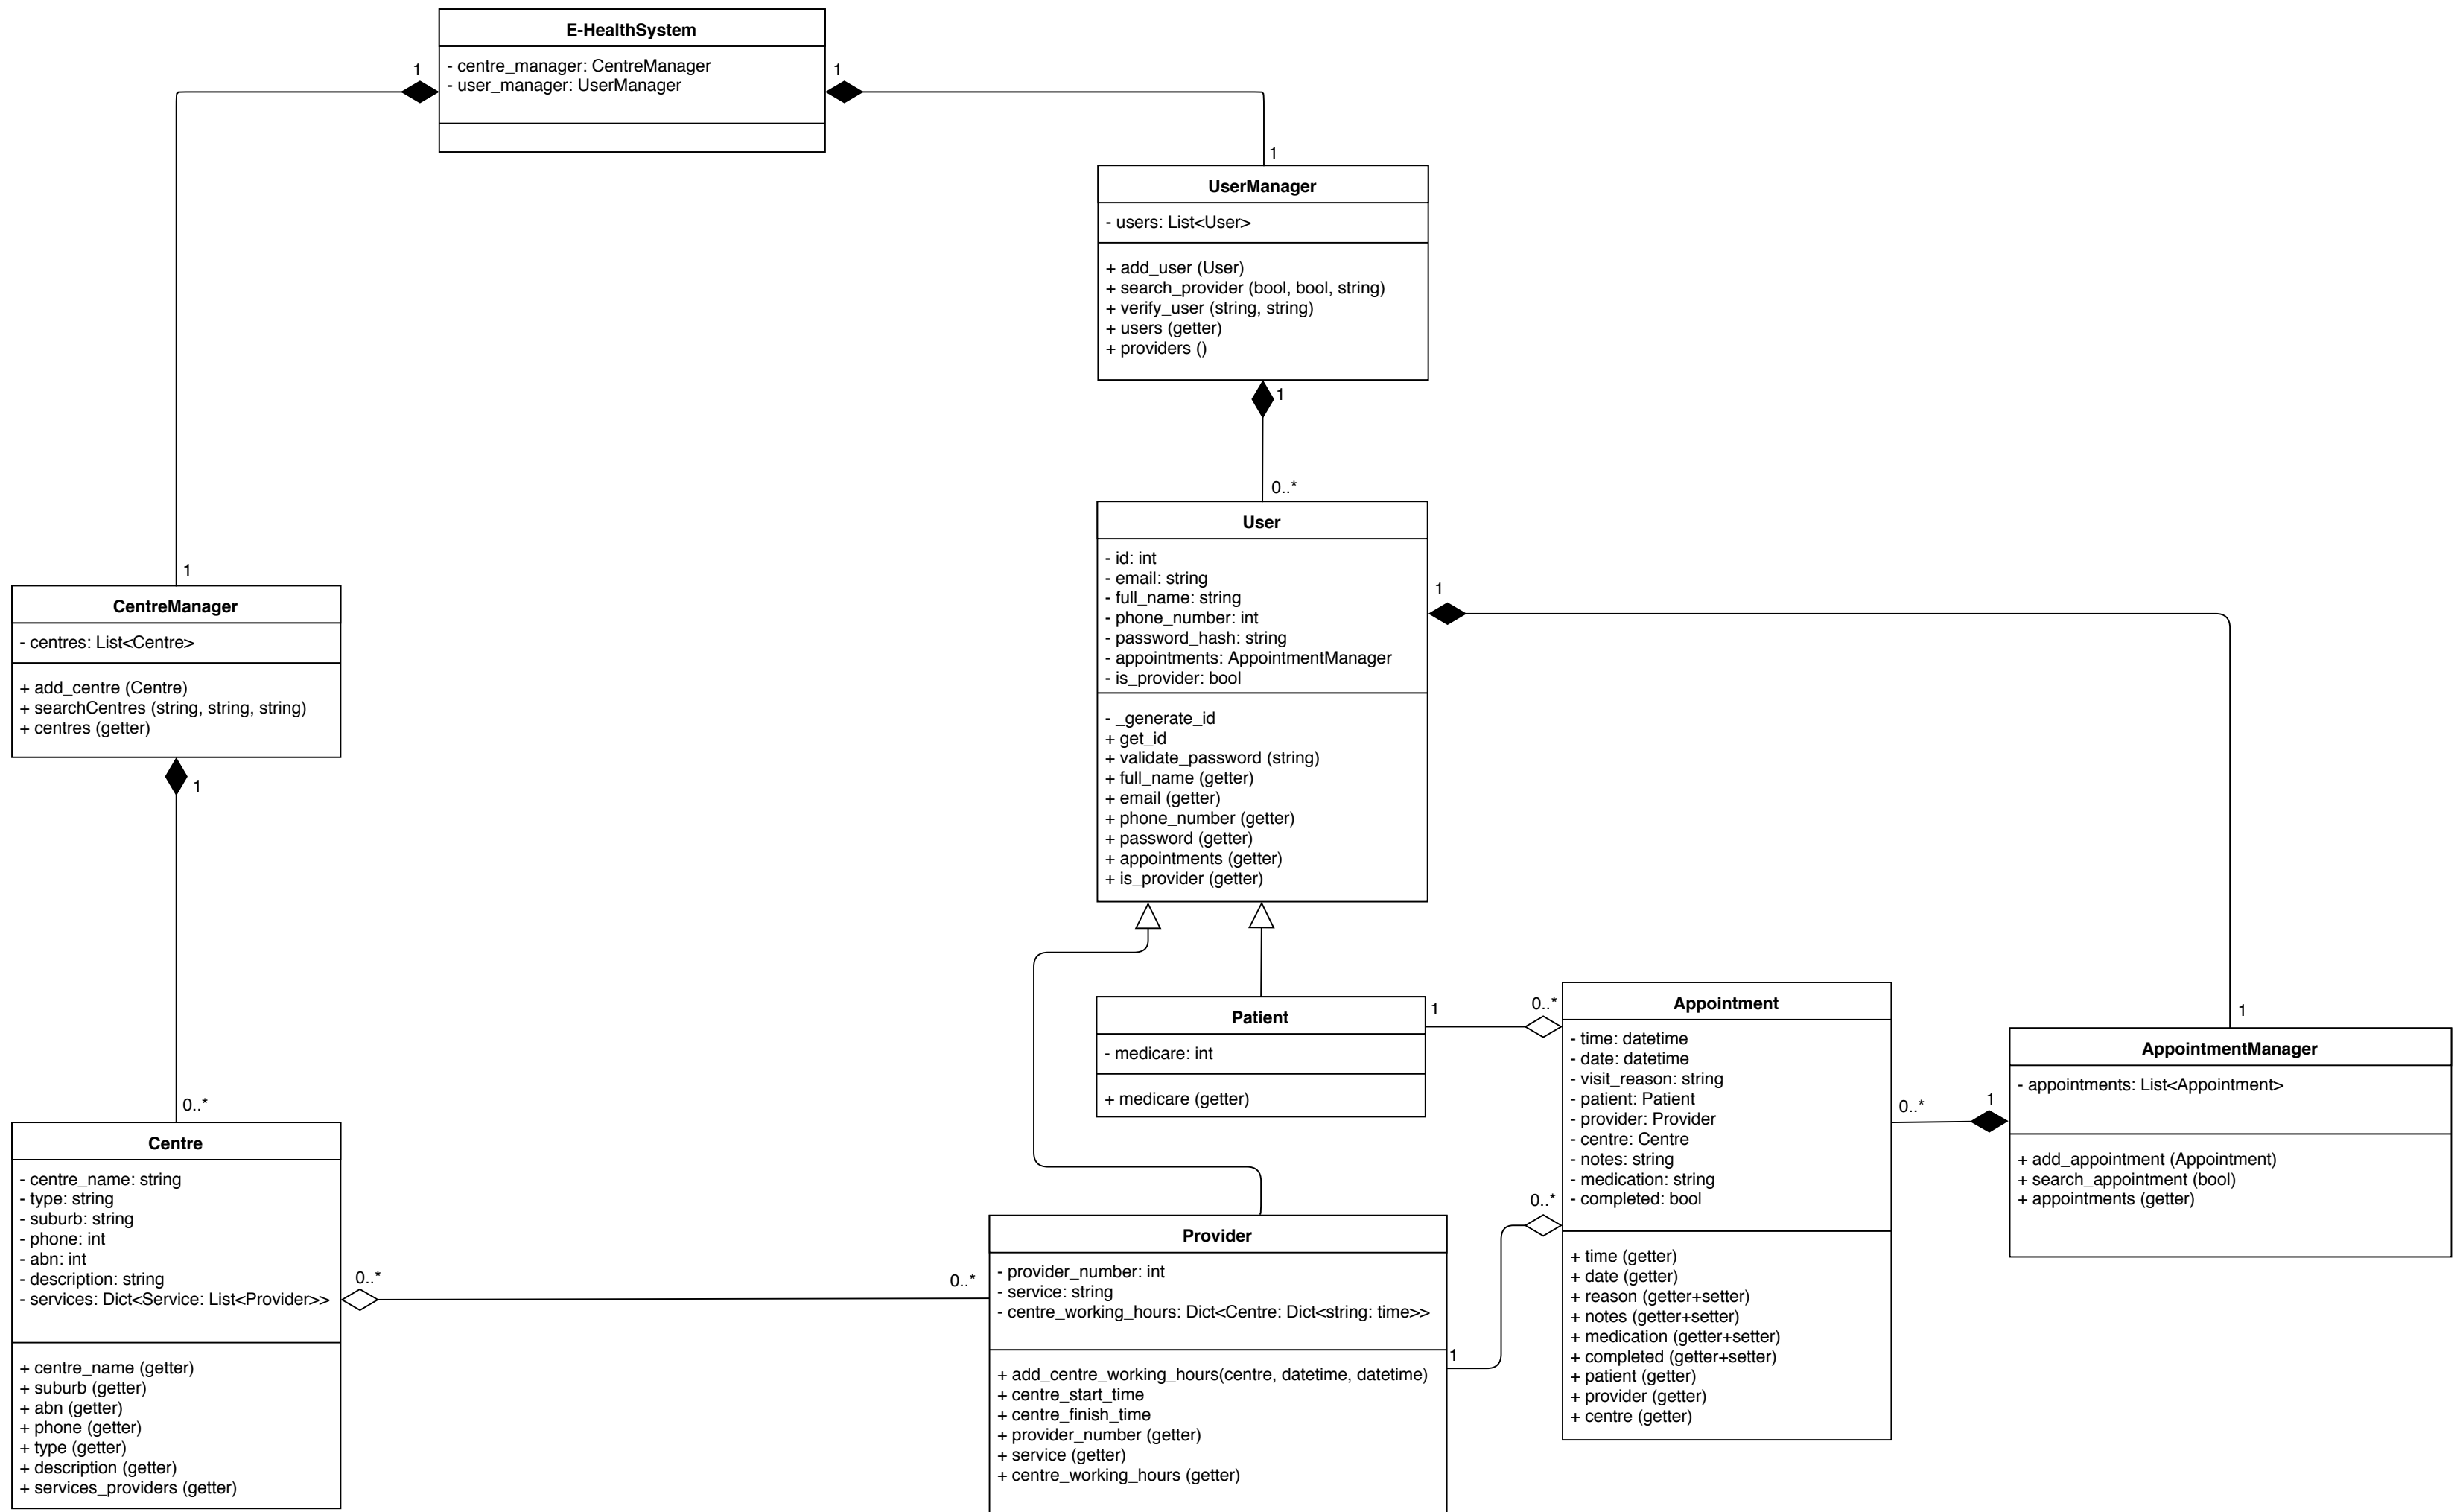 E-HealthSystem
- centre_manager: CentreManager
- user_manager: UserManager
1
1
1
UserManager
- users: List<User>
+ add_user (User)
+ search_provider (bool, bool, string)
+ verify_user (string, string)
+ users (getter)
+ providers ()
1
0..*
User
- id: int
- email: string
- full_name: string
- phone_number: int
- password_hash: string
- appointments: AppointmentManager
- is_provider: bool
- _generate_id
+ get_id
+ validate_password (string)
+ full_name (getter)
+ email (getter)
+ phone_number (getter)
+ password (getter)
+ appointments (getter)
+ is_provider (getter)
1
1
1
CentreManager
- centres: List<Centre>
+ add_centre (Centre)
+ searchCentres (string, string, string)
+ centres (getter)
1
0..*
Centre
- centre_name: string
- type: string
- suburb: string
- phone: int
- abn: int
- description: string
- services: Dict<Service: List<Provider>>
+ centre_name (getter)
+ suburb (getter)
+ abn (getter)
+ phone (getter)
+ type (getter)
+ description (getter)
+ services_providers (getter)
0..*
0..*
Patient
- medicare: int
+ medicare (getter)
1
0..*
Provider
- provider_number: int
- service: string
- centre_working_hours: Dict<Centre: Dict<string: time>>
+ add_centre_working_hours(centre, datetime, datetime)
+ centre_start_time
+ centre_finish_time
+ provider_number (getter)
+ service (getter)
+ centre_working_hours (getter)
1
0..*
Appointment
- time: datetime
- date: datetime
- visit_reason: string
- patient: Patient
- provider: Provider
- centre: Centre
- notes: string
- medication: string
- completed: bool
+ time (getter)
+ date (getter)
+ reason (getter+setter)
+ notes (getter+setter)
+ medication (getter+setter)
+ completed (getter+setter)
+ patient (getter)
+ provider (getter)
+ centre (getter)
0..*
1
AppointmentManager
- appointments: List<Appointment>
+ add_appointment (Appointment)
+ search_appointment (bool)
+ appointments (getter)